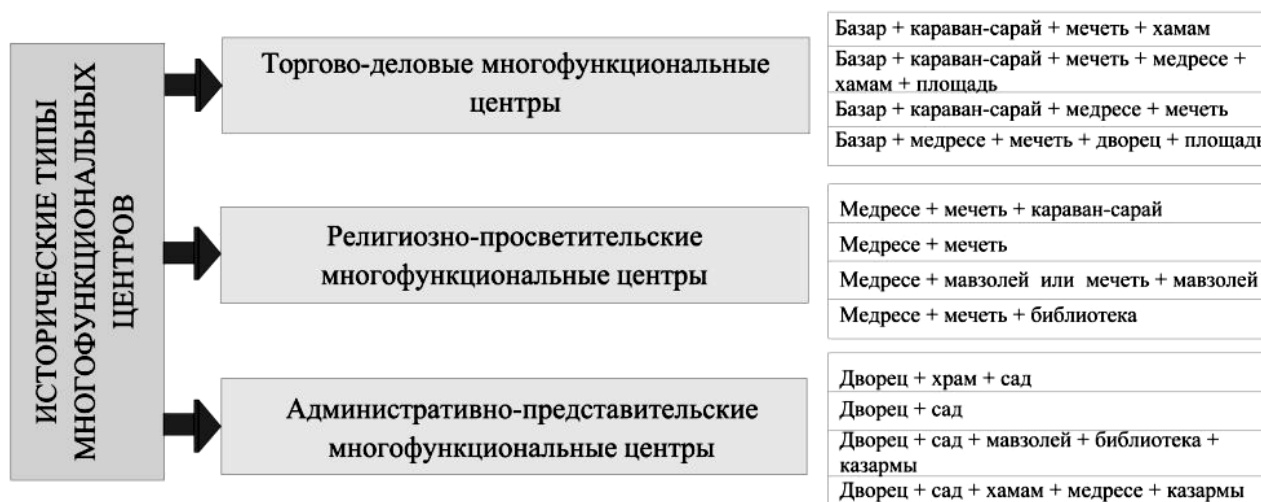 ИСТОРИЧЕСКИЕ ТИПЫ
МНОГОФУНКЦИОНАЛЬНЫХ
ЦЕНТРОВ
Торгово-деловые многофункциональные
центры
Базар + караван-сарай + мечеть + хамам
Базар + караван-сарай + мечеть + медресе +
хамам + площадь
Базар + караван-сарай + медресе + мечеть
Базар + медресе + мечеть + дворец + площадь
Религиозно-просветительские
многофункциональные центры
Медресе + мечеть + караван-сарай
Медресе + мечеть
Медресе + мавзолей или мечеть + мавзолей
Медресе + мечеть + библиотека
Административно-представительские
многофункциональные центры
Дворец + храм + сад
Дворец + сад
Дворец + сад + мавзолей + библиотека +
казармы
Дворец + сад + хамам + медресе + казармы